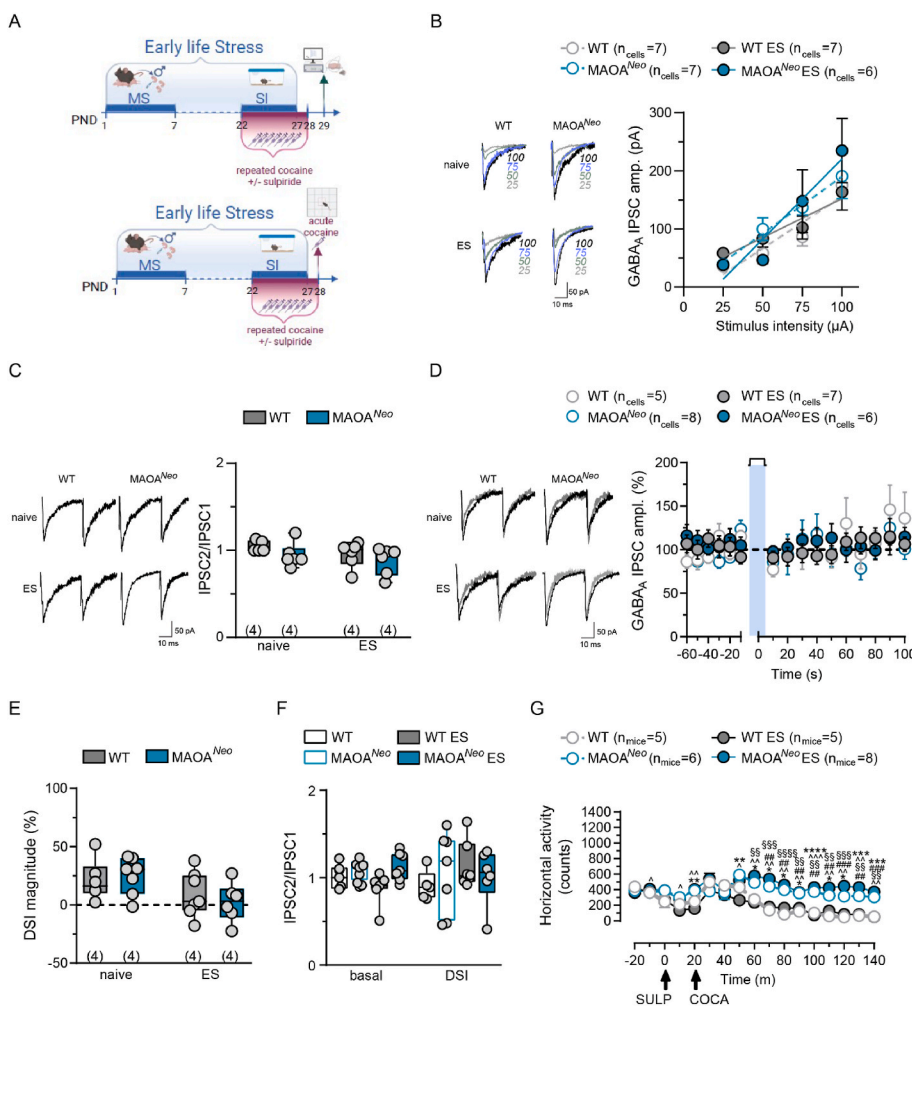 A
Early life Stress
MS
SI
PND
1
7
22
27
28
29
repeated cocaine
+/- sulpiride
Early life Stress
acute
cocaine
MS
SI
PND
1
7
22
27
28
repeated cocaine
+/- sulpiride
B
WT (ncells=7)
WT ES (ncells=7)
MAOANeo (ncells=7)
MAOANeo ES (ncells=6)
WT
MAOANeo
naive
100
75
50
25
100
75
50
25
ES
100
75
50
25
100
75
50
25
50 pA
10 ms
GABAA IPSC amp. (pA)
300
200
100
0
0 25 50 75 100
Stimulus intensity (µA)
C
WT
MAOANeo
WT
MAOANeo
naive
ES
50 pA
10 ms
IPSC2/IPSC1
2
1
0
(4) (4) (4) (4)
naive ES
D
WT (ncells=5)
WT ES (ncells=7)
MAOANeo (ncells=8)
MAOANeo ES (ncells=6)
WT
MAOANeo
naive
ES
50 pA
10 ms
GABAA IPSC ampl. (%)
200
150
100
50
0
-60 -40 -20 0 20 40 60 80 100
Time (s)
E
WT
MAOANeo
DSI magnitude (%)
100
50
0
-50
(4) (4) (4) (4)
naive ES
F
WT
WT ES
MAOANeo
MAOANeo ES
IPSC2/IPSC1
2
1
0
basal DSI
G
WT (nmice=5)
WT ES (nmice=5)
MAOANeo (nmice=6)
MAOANeo ES (nmice=8)
Horizontal activity
(counts)
1400
1200
1000
800
600
400
200
0
-20 0 20 40 60 80 100 120 140
Time (m)
SULP
COCA